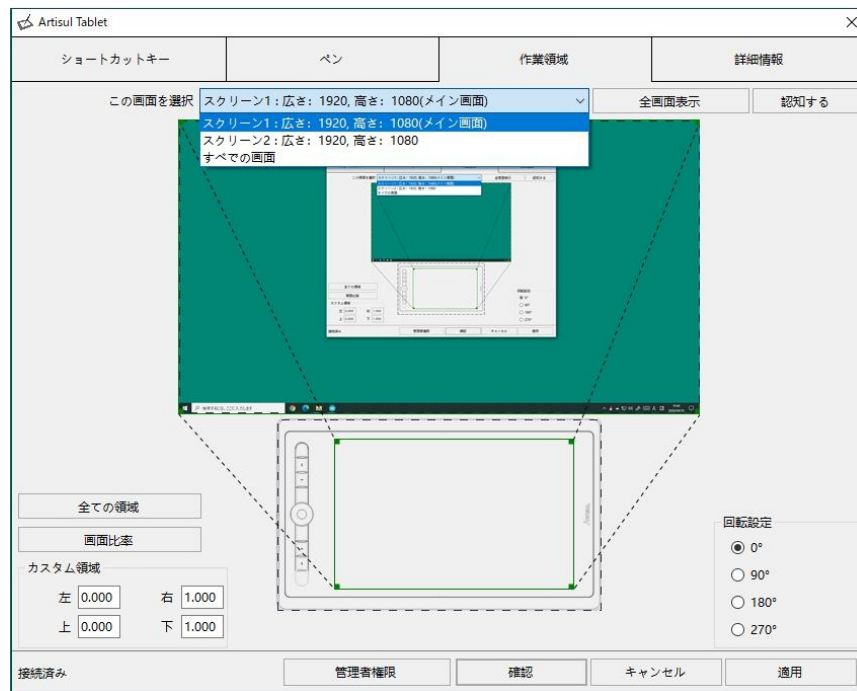 Artisul Tablet
ショートカットキー
ペン
作業領域
詳細情報
この画面を選択
スクリーン1：広さ：1920, 高さ：1080(メイン画面)
全画面表示
認知する
スクリーン1：広さ：1920, 高さ：1080(メイン画面)
スクリーン2：広さ：1920, 高さ：1080
すべての画面
全ての領域
画面比率
カスタム領域
左 0.000 右 1.000
上 0.000 下 1.000
回転設定
0°
90°
180°
270°
接続済み
管理者権限
確認
キャンセル
適用